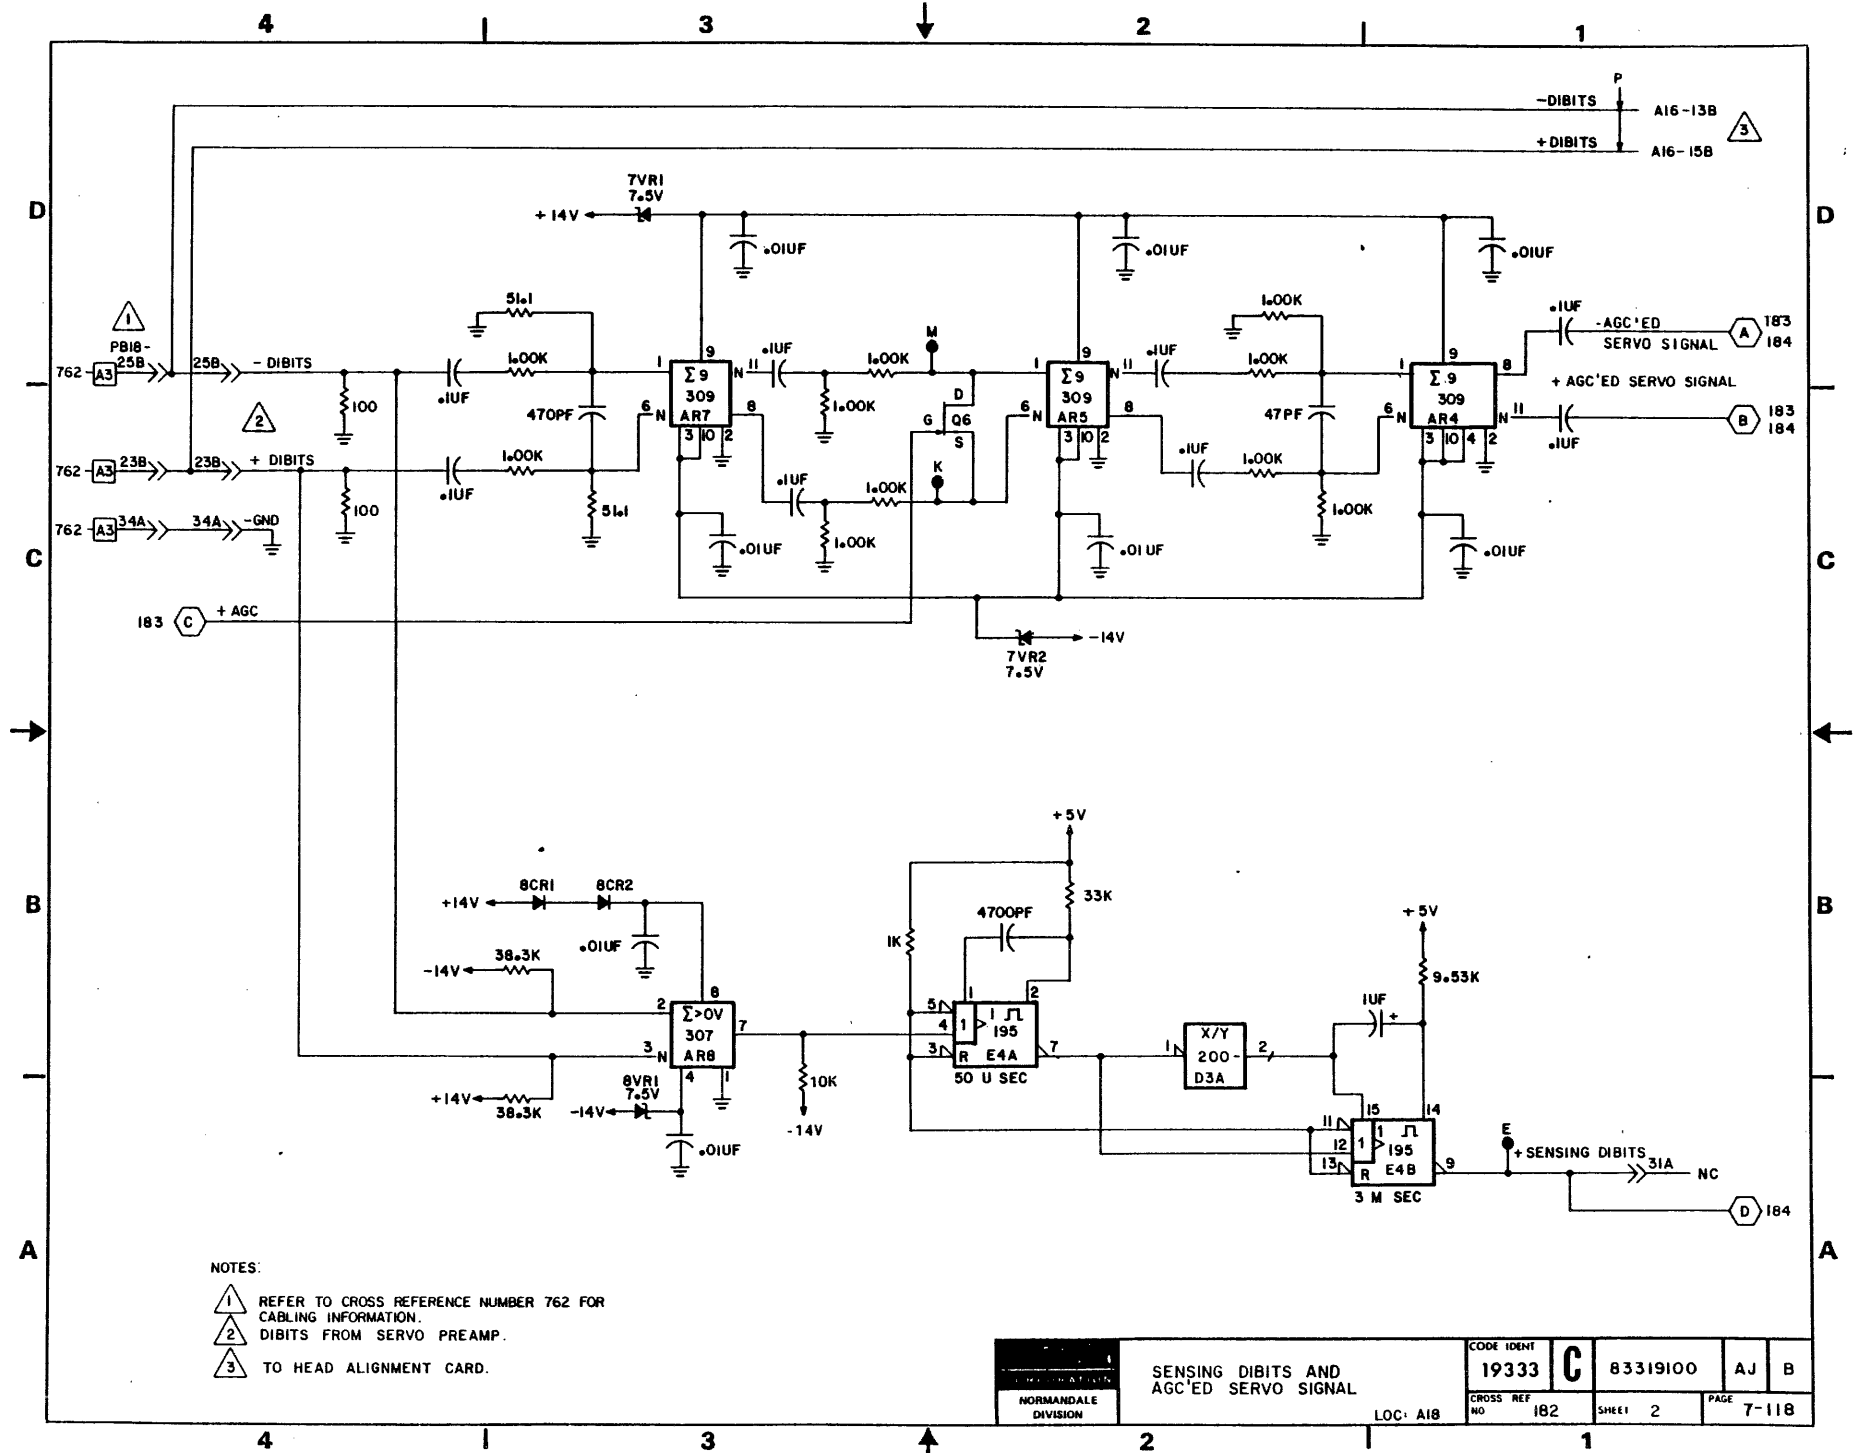 4 3 2 1
P
-DIBITS A16-13B
3
+DIBITS A16-15B
7VR1
7.5V
D D
+14V
.01UF .01UF .01UF
51.1 1.00K
1
.1UF -AGC'ED 183
A
SERVO SIGNAL 184
PB18-
762 A3 25B 25B - DIBITS
1.00K 1 9 N 11 .1UF 1.00K M 1 9 N 11 .1UF 1.00K 1 9 8
+ AGC'ED SERVO SIGNAL
.1UF
Σ9
309
AR7
Σ9
309
AR5
Σ.9
309
AR4
100 470PF 6 N 8 1.00K G D Q6 S 6 N 8 47PF 6 N N 11 B 183
184
2
3 10 2 3 10 2 3 10 4 2
.1UF
762 A3 23B 23B + DIBITS
1.00K K .1UF 1.00K
.1UF .1UF 1.00K
100 51.1 1.00K
762 A3 34A 34A -GND
.01UF 1.00K .01UF .01UF
C C
183 C + AGC
-14V
7VR2
7.5V
+5V
8CR1 8CR2
33K
B B
+14V
4700PF
+5V
.01UF 1K
38.3K
-14V
9.53K
8 1 2
1UF +
2 Σ>0V 5 1
307 7 4 1 195 X/Y
3 N AR8 3 R E4A 7 1 200- 2
4 1 50 U SEC D3A
8VR1
7.5V
10K
+14V
38.3K
-14V
-14V
.01UF
15 14
11 1
12 1 195
13 R E4B 9
3 M SEC
E
+SENSING DIBITS 31A NC
D 184
A A
NOTES:
1 REFER TO CROSS REFERENCE NUMBER 762 FOR
CABLING INFORMATION.
2 DIBITS FROM SERVO PREAMP.
3 TO HEAD ALIGNMENT CARD.
NORMANDALE
DIVISION
SENSING DIBITS AND
AGC'ED SERVO SIGNAL
LOC: A18
CODE IDENT
19333 C 83319100 AJ B
CROSS REF
NO 182 SHEET 2 PAGE 7-118
4 3 2 1